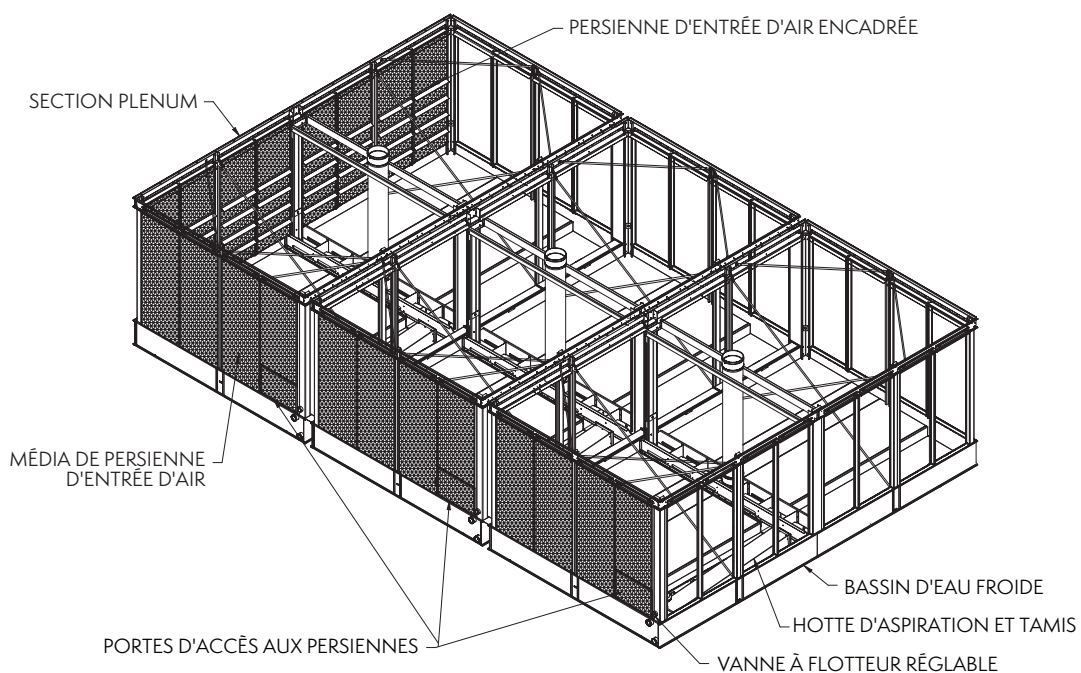 PERSIENNE D'ENTRÉE D'AIR ENCADRÉE
SECTION PLENUM
MÉDIA DE PERSIENNE
D'ENTRÉE D'AIR
BASSIN D'EAU FROIDE
HOTTE D'ASPIRATION ET TAMIS
PORTES D'ACCÈS AUX PERSIENNES
VANNE À FLOTTEUR RÉGLABLE